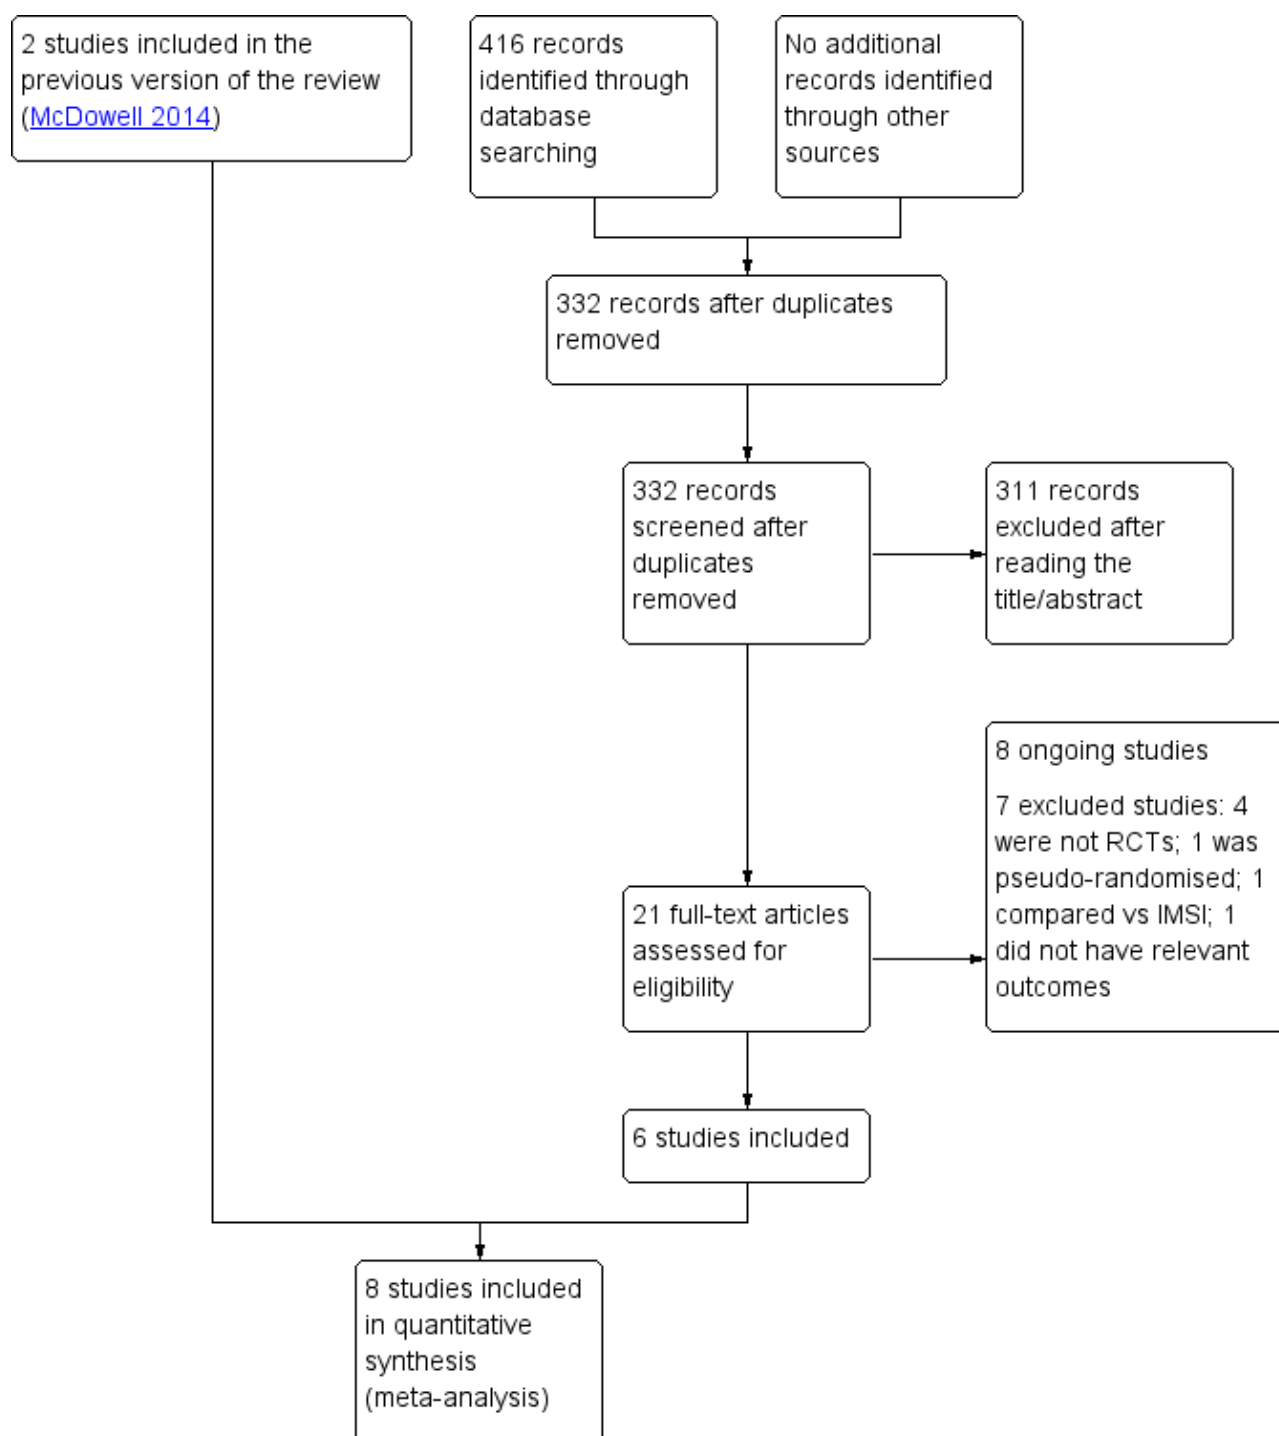 2 studies included in the
previous version of the review
(McDowell 2014)
416 records
identified through
database
searching
No additional
records identified
through other
sources
332 records after duplicates
removed
332 records
screened after
duplicates
removed
311 records
excluded after
reading the
title/abstract
8 ongoing studies
7 excluded studies: 4
were not RCTs; 1 was
pseudo-randomised; 1
compared vs IMSI; 1
did not have relevant
outcomes
21 full-text articles
assessed for
eligibility
6 studies included
8 studies included
in quantitative
synthesis
(meta-analysis)